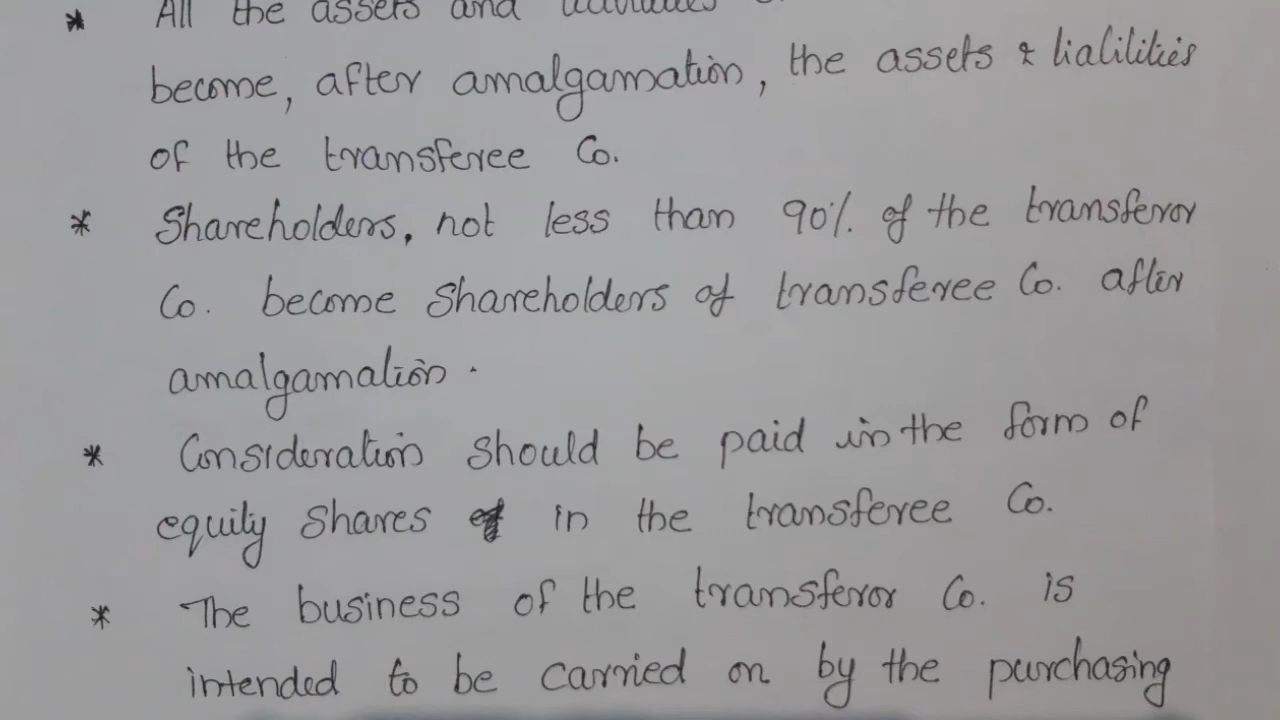 * All the assets and liabilities
become, after amalgamation, the assets & lialilities
of the transferee Co.
* Shareholders, not less than 90% of the transferor
Co. become shareholders of transferee Co. after
amalgamation.
* Consideration should be paid in the form of
equity shares in the transferee Co.
* The business of the transferor Co. is
intended to be carried on by the purchasing